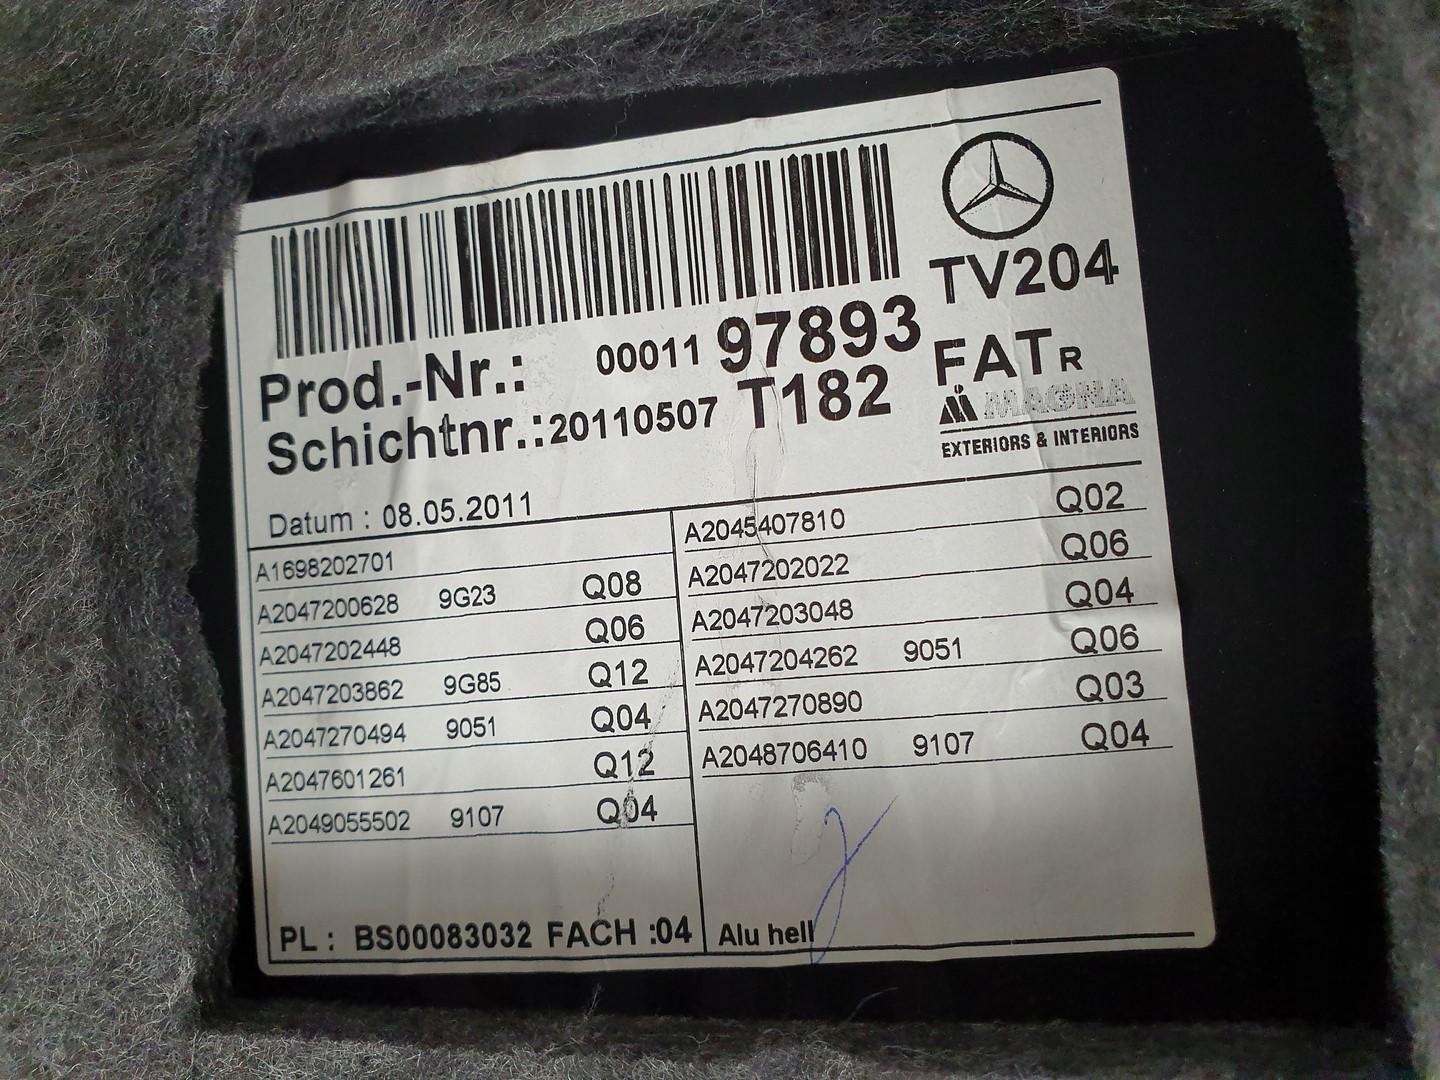 TV204
Prod.-Nr.: 00011 97893
Schichtnr.:20110507 T182
FATR
MAGNA
EXTERIORS & INTERIORS
Datum : 08.05.2011
A1698202701
A2047200628 9G23 Q08
A2047202448 Q06
A2047203862 9G85 Q12
A2047270494 9051 Q04
A2047601261 Q12
A2049055502 9107 Q04
A2045407810 Q02
A2047202022 Q06
A2047203048 Q04
A2047204262 9051 Q06
A2047270890 Q03
A2048706410 9107 Q04
PL : BS00083032 FACH :04
Alu hell